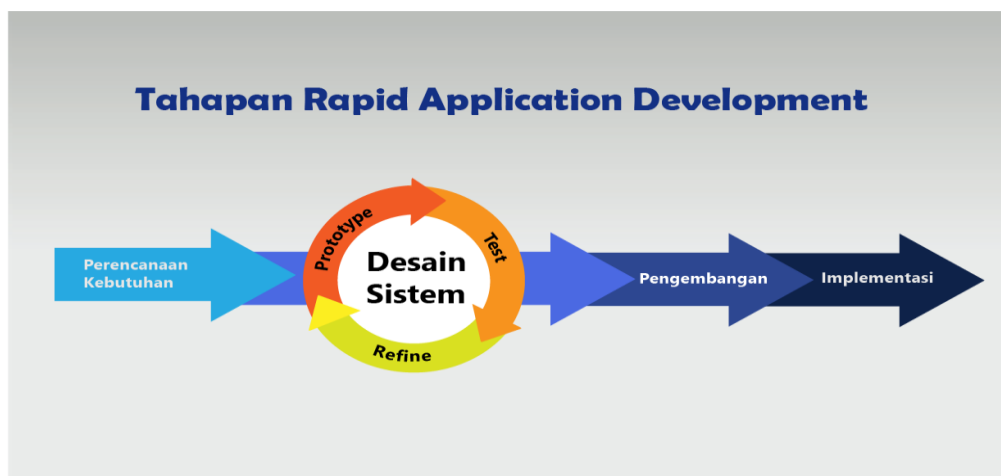 Tahapan Rapid Application Development
Perencanaan
Kebutuhan
Prototype
Test
Refine
Desain
Sistem
Pengembangan
Implementasi